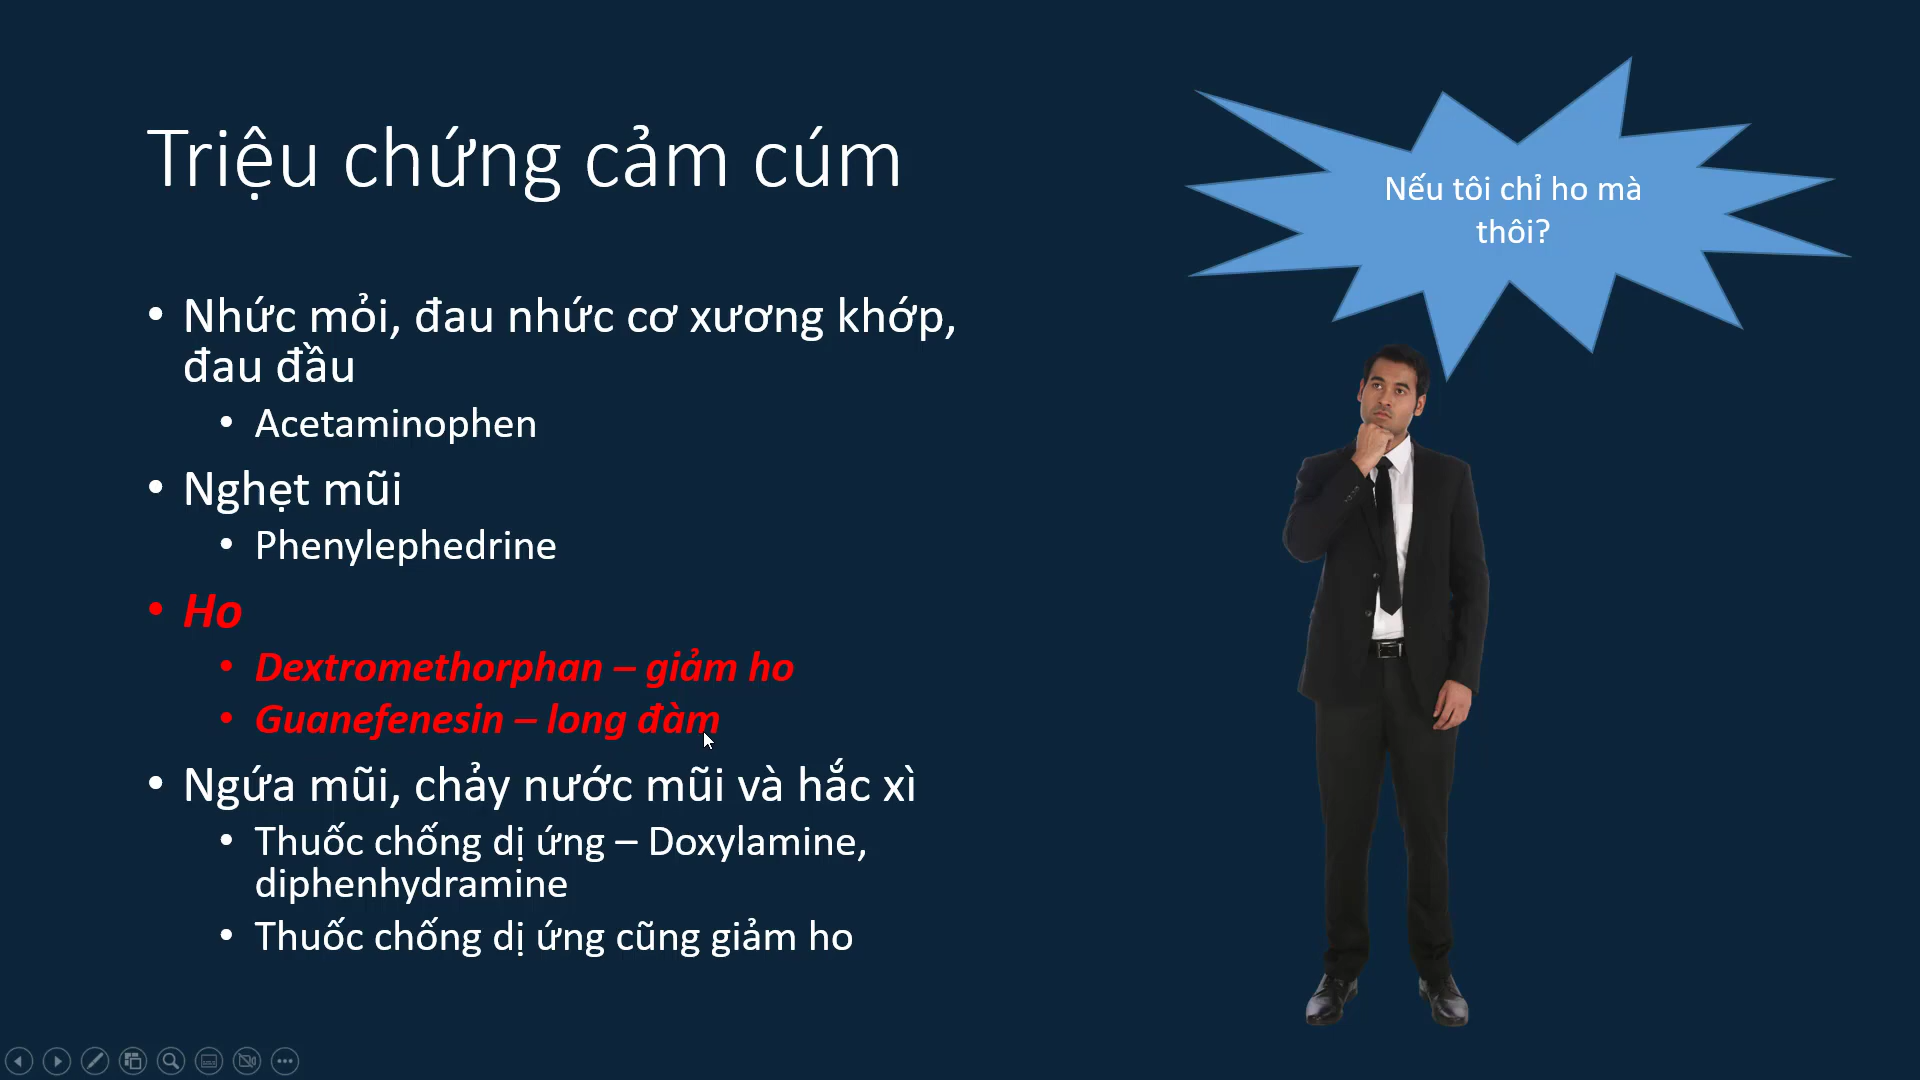 Triệu chứng cảm cúm
Nếu tôi chỉ ho mà
thôi?
• Nhức mỏi, đau nhức cơ xương khớp,
đau đầu
• Acetaminophen
• Nghẹt mũi
• Phenylephedrine
• Ho
• Dextromethorphan – giảm ho
• Guanefenesin – long đàm
• Ngứa mũi, chảy nước mũi và hắc xì
• Thuốc chống dị ứng – Doxylamine,
diphenhydramine
• Thuốc chống dị ứng cũng giảm ho